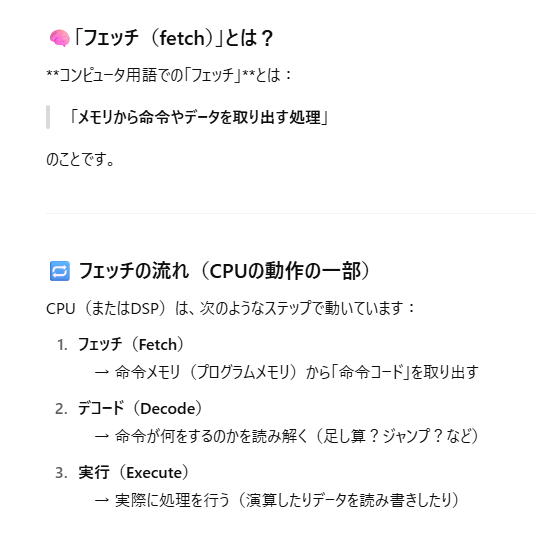 🧠「フェッチ（fetch）」とは？
**コンピュータ用語での「フェッチ」**とは：
「メモリから命令やデータを取り出す処理」
のことです。
🔁 フェッチの流れ（CPUの動作の一部）
CPU（またはDSP）は、次のようなステップで動いています：
1. フェッチ（Fetch）
→ 命令メモリ（プログラムメモリ）から「命令コード」を取り出す
2. デコード（Decode）
→ 命令が何をするのかを読み解く（足し算？ジャンプ？など）
3. 実行（Execute）
→ 実際に処理を行う（演算したりデータを読み書きしたり）